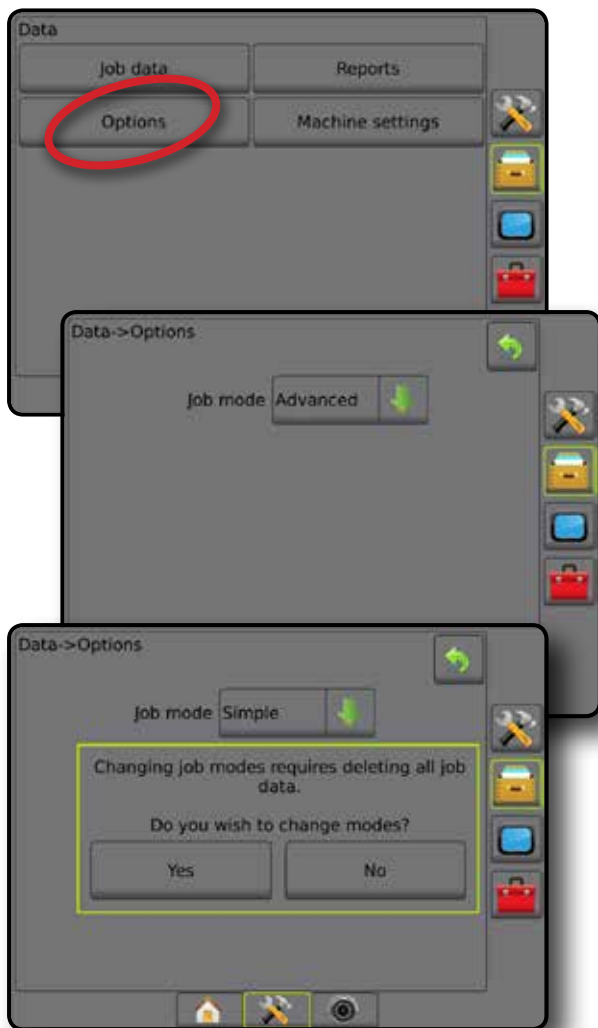 Data
Job data
Reports
Options
Machine settings
Data->Options
Job mode Advanced
Data->Options
Job mode Simple
Changing job modes requires deleting all job
data.
Do you wish to change modes?
Yes
No